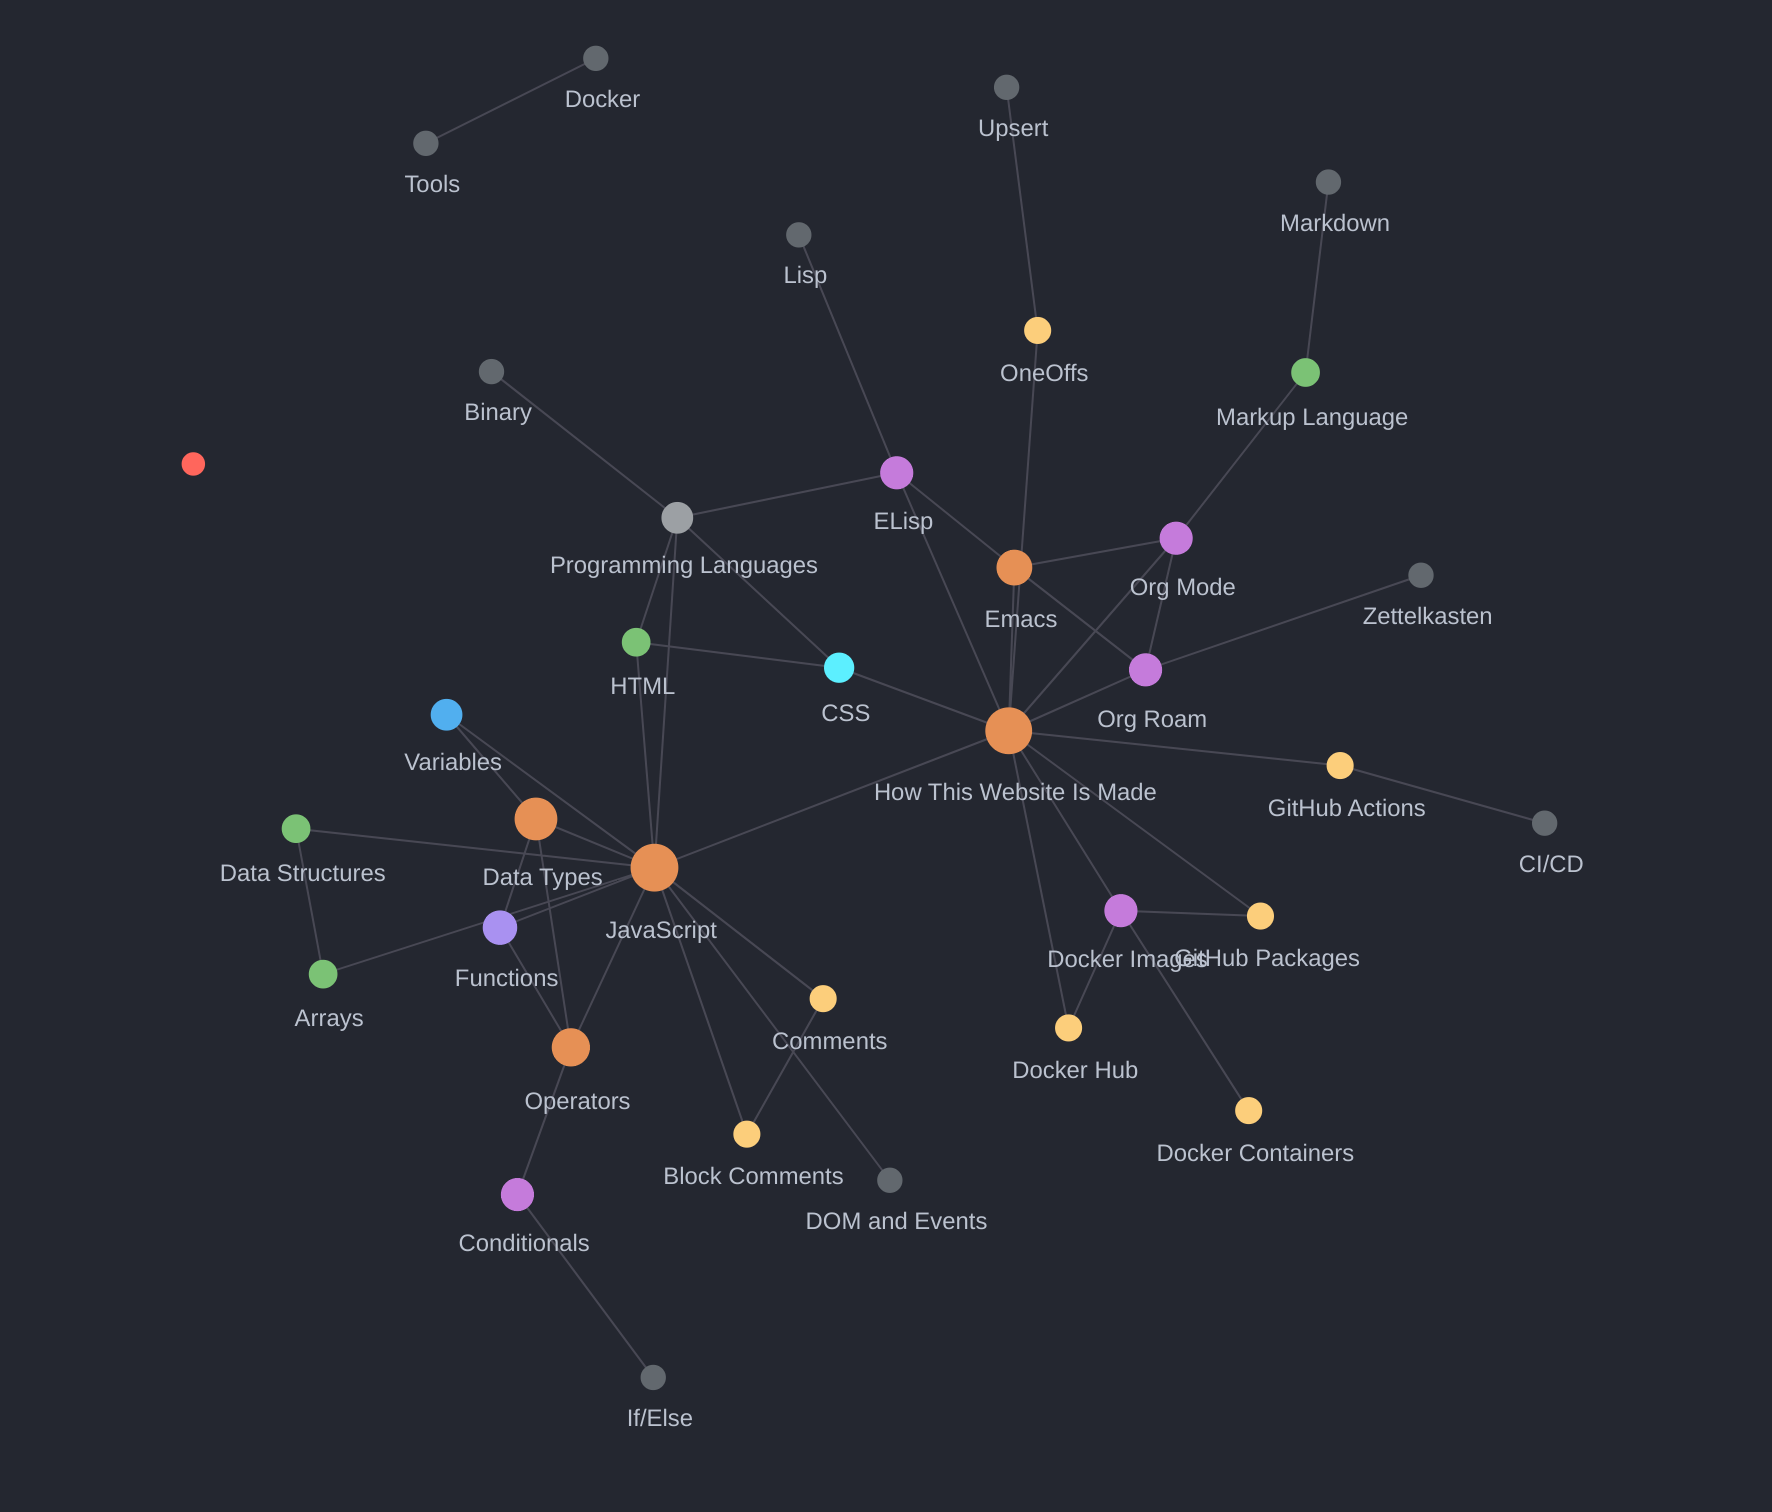 Docker
Upsert
Tools
Markdown
Lisp
OneOffs
Binary
Markup Language
ELisp
Programming Languages
Org Mode
Emacs
Zettelkasten
HTML
CSS
Org Roam
Variables
How This Website Is Made
GitHub Actions
CI/CD
Data Structures
Data Types
JavaScript
Docker Images
GitHub Packages
Functions
Arrays
Comments
Docker Hub
Operators
Docker Containers
Block Comments
DOM and Events
Conditionals
If/Else